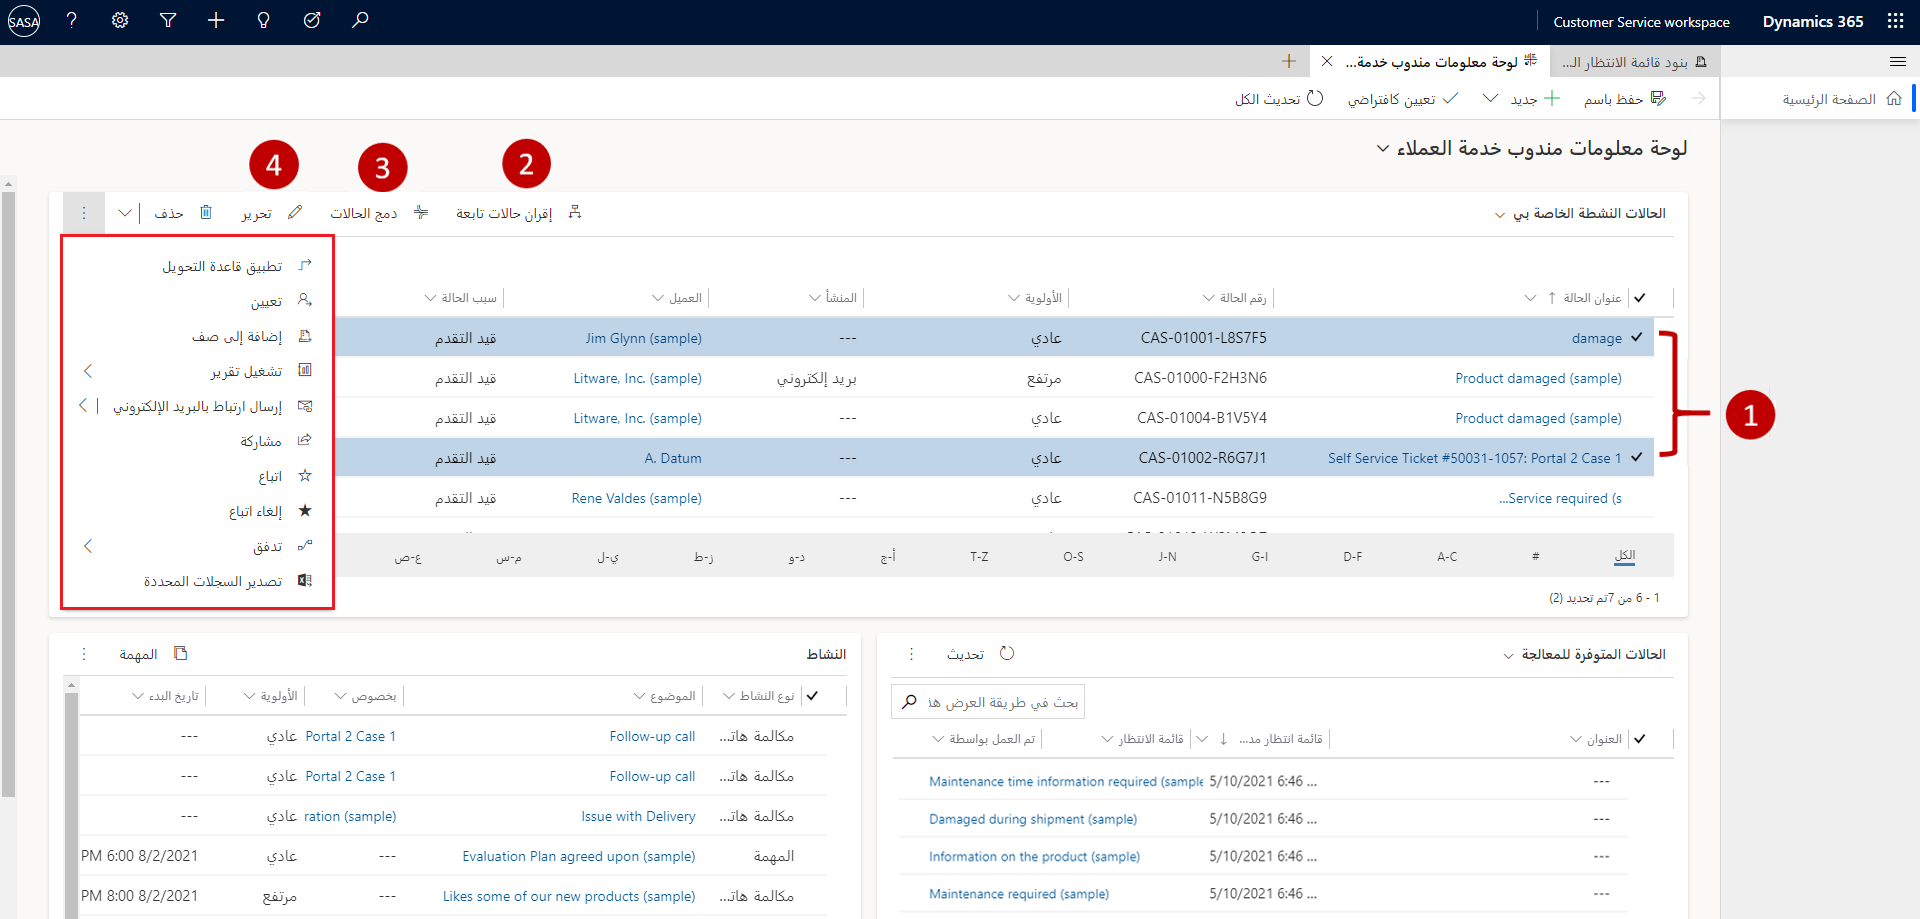 SASA
Customer Service workspace
Dynamics 365
بنود قائمة الانتظار الـ...
لوحة معلومات مندوب خدمة...
الصفحة الرئيسية
حفظ باسم
جديد
تعيين كافتراضي
تحديث الكل
لوحة معلومات مندوب خدمة العملاء
2
3
4
الحالات النشطة الخاصة بي
إقران حالات تابعة
دمج الحالات
تحرير
حذف
تطبيق قاعدة التحويل
تعيين
إضافة إلى صف
تشغيل تقرير
إرسال ارتباط بالبريد الإلكتروني
مشاركة
اتباع
إلغاء اتباع
تدفق
تصدير السجلات المحددة
عنوان الحالة رقم الحالة الأولوية المنشأ العميل سبب الحالة
damage CAS-01001-L8S7F5 عادي --- Jim Glynn (sample) قيد التقدم
Product damaged (sample) CAS-01000-F2H3N6 مرتفع بريد إلكتروني Litware, Inc. (sample) قيد التقدم
Product damaged (sample) CAS-01004-B1V5Y4 عادي Litware, Inc. (sample) قيد التقدم
Self Service Ticket #50031-1057: Portal 2 Case 1 CAS-01002-R6G7J1 عادي --- A. Datum قيد التقدم
...Service required (s CAS-01011-N5B8G9 عادي --- Rene Valdes (sample) قيد التقدم
1
الكل # A-C D-F G-I J-N O-S T-Z أ-ج د-و ز-ط ي-ل م-س ع-ص
1 - 6 من 7تم تحديد (2)
الحالات المتوفرة للمعالجة
تحديث
بحث في طريقة العرض هذ
العنوان قائمة انتظار مد... قائمة الانتظار تم العمل بواسطة
--- 5/10/2021 6:46 ... Maintenance time information required (sample
--- 5/10/2021 6:46 ... Damaged during shipment (sample)
--- 5/10/2021 6:46 ... Information on the product (sample)
--- 5/10/2021 6:46 ... Maintenance required (sample)
النشاط
المهمة
نوع النشاط الموضوع بخصوص الأولوية تاريخ البدء
مكالمة هاتـ... Follow-up call Portal 2 Case 1 عادي ---
مكالمة هاتـ... Follow-up call Portal 2 Case 1 عادي ---
مكالمة هاتـ... Issue with Delivery ration (sample) عادي ---
المهمة Evaluation Plan agreed upon (sample) --- عادي PM 6:00 8/2/2021
مكالمة هاتـ... Likes some of our new products (sample) --- مرتفع PM 8:00 8/2/2021